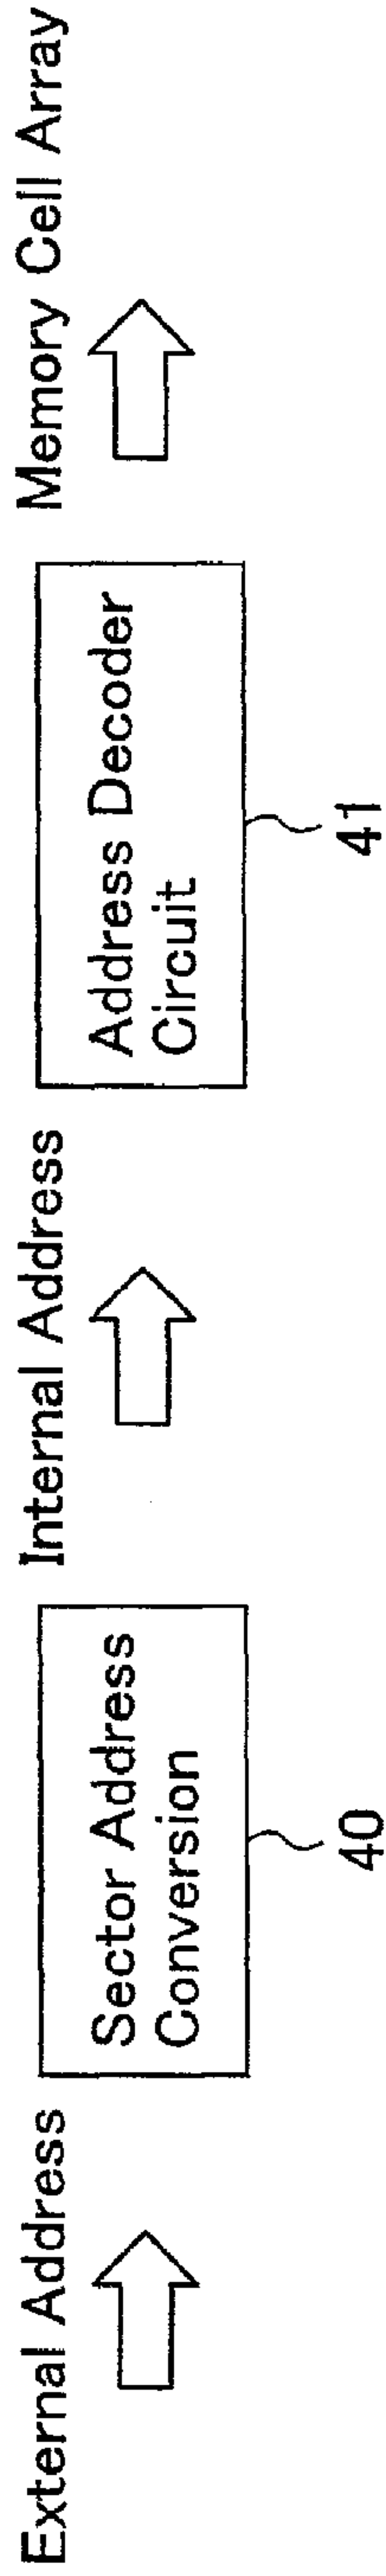 External Address
Sector Address
Conversion
40
Internal Address
Address Decoder
Circuit
41
Memory Cell Array